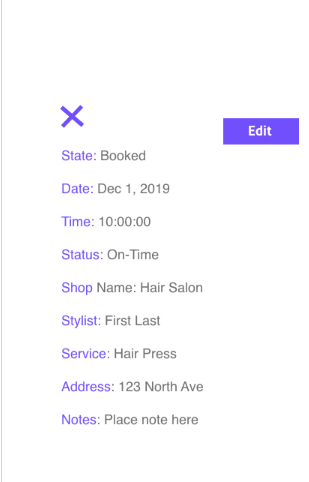 Edit
State: Booked
Date: Dec 1, 2019
Time: 10:00:00
Status: On-Time
Shop Name: Hair Salon
Stylist: First Last
Service: Hair Press
Address: 123 North Ave
Notes: Place note here